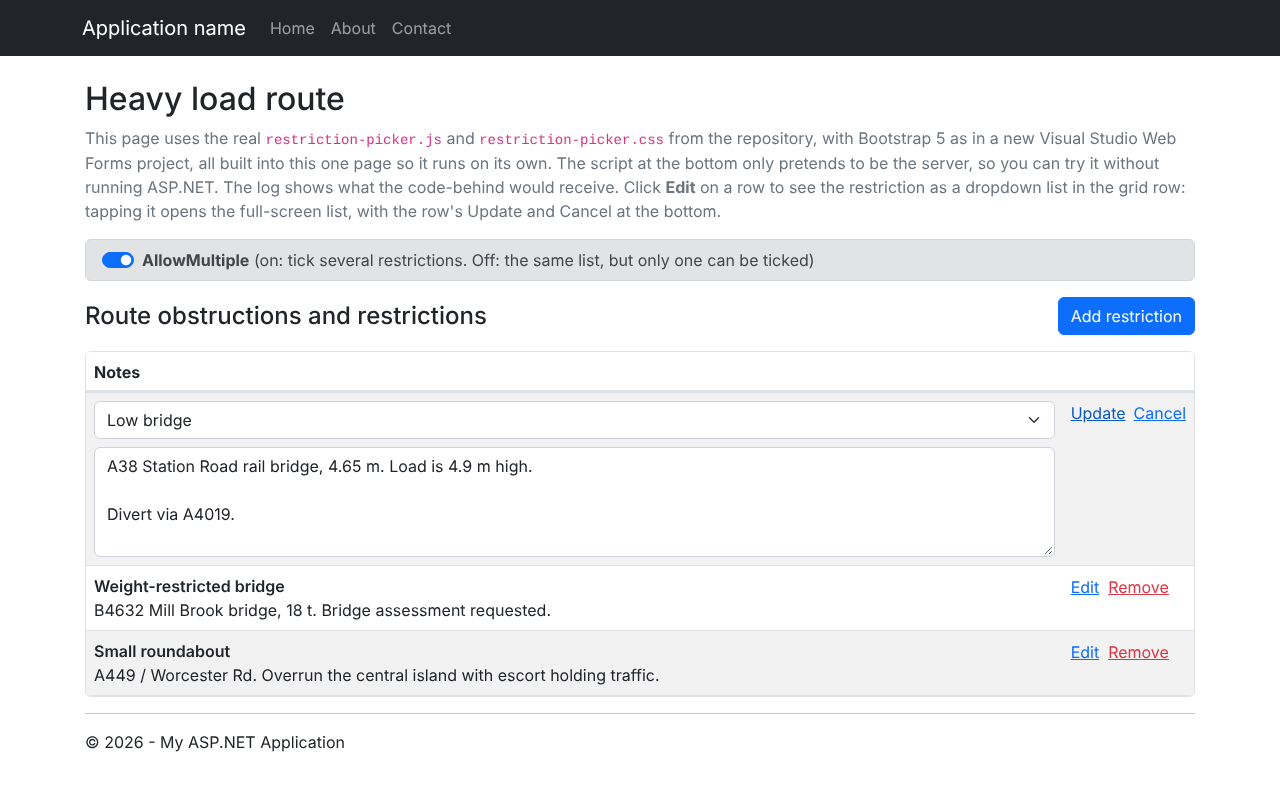 Application name Home About Contact
Heavy load route
This page uses the real restriction-picker.js and restriction-picker.css from the repository, with Bootstrap 5 as in a new Visual Studio Web
Forms project, all built into this one page so it runs on its own. The script at the bottom only pretends to be the server, so you can try it without
running ASP.NET. The log shows what the code-behind would receive. Click Edit on a row to see the restriction as a dropdown list in the grid row:
tapping it opens the full-screen list, with the row's Update and Cancel at the bottom.
AllowMultiple (on: tick several restrictions. Off: the same list, but only one can be ticked)
Route obstructions and restrictions Add restriction
Notes
Low bridge Update Cancel
A38 Station Road rail bridge, 4.65 m. Load is 4.9 m high.
Divert via A4019.
Weight-restricted bridge Edit Remove
B4632 Mill Brook bridge, 18 t. Bridge assessment requested.
Small roundabout Edit Remove
A449 / Worcester Rd. Overrun the central island with escort holding traffic.
© 2026 - My ASP.NET Application